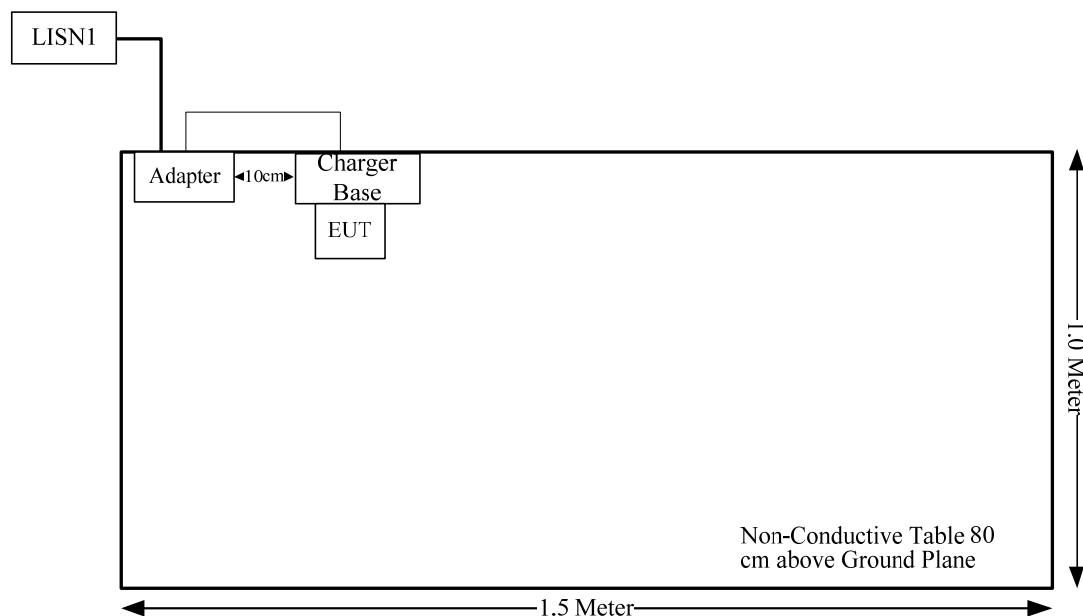 LISN1
Adapter
10cm
Charger
Base
EUT
1.0 Meter
Non-Conductive Table 80
cm above Ground Plane
1.5 Meter